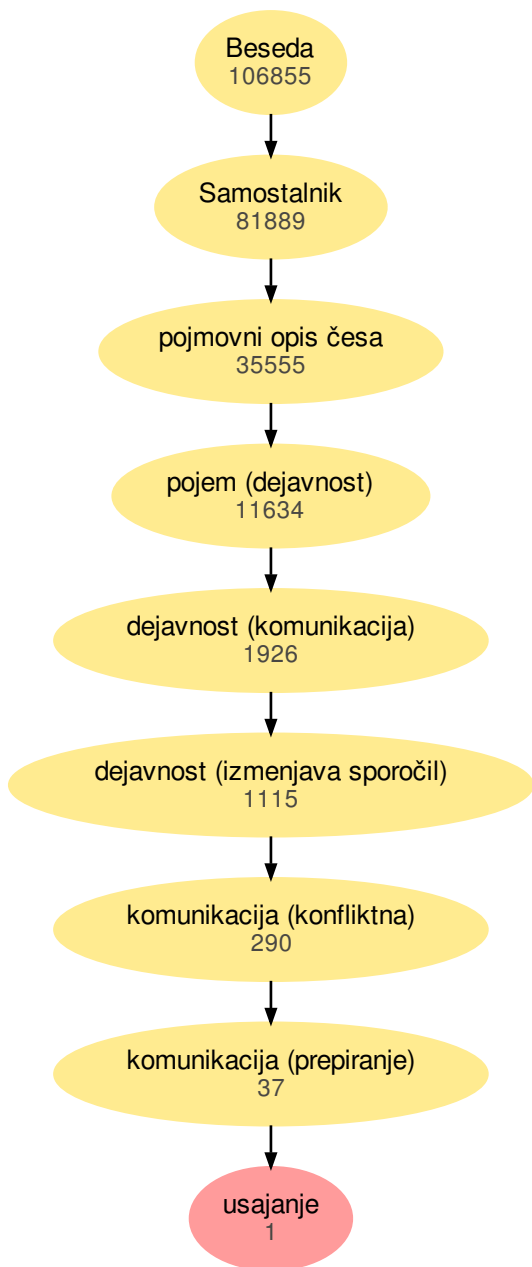 Beseda
106855
Samostalnik
81889
pojmovni opis česa
35555
pojem (dejavnost)
11634
dejavnost (komunikacija)
1926
dejavnost (izmenjava sporočil)
1115
komunikacija (konfliktna)
290
komunikacija (prepiranje)
37
usajanje
1